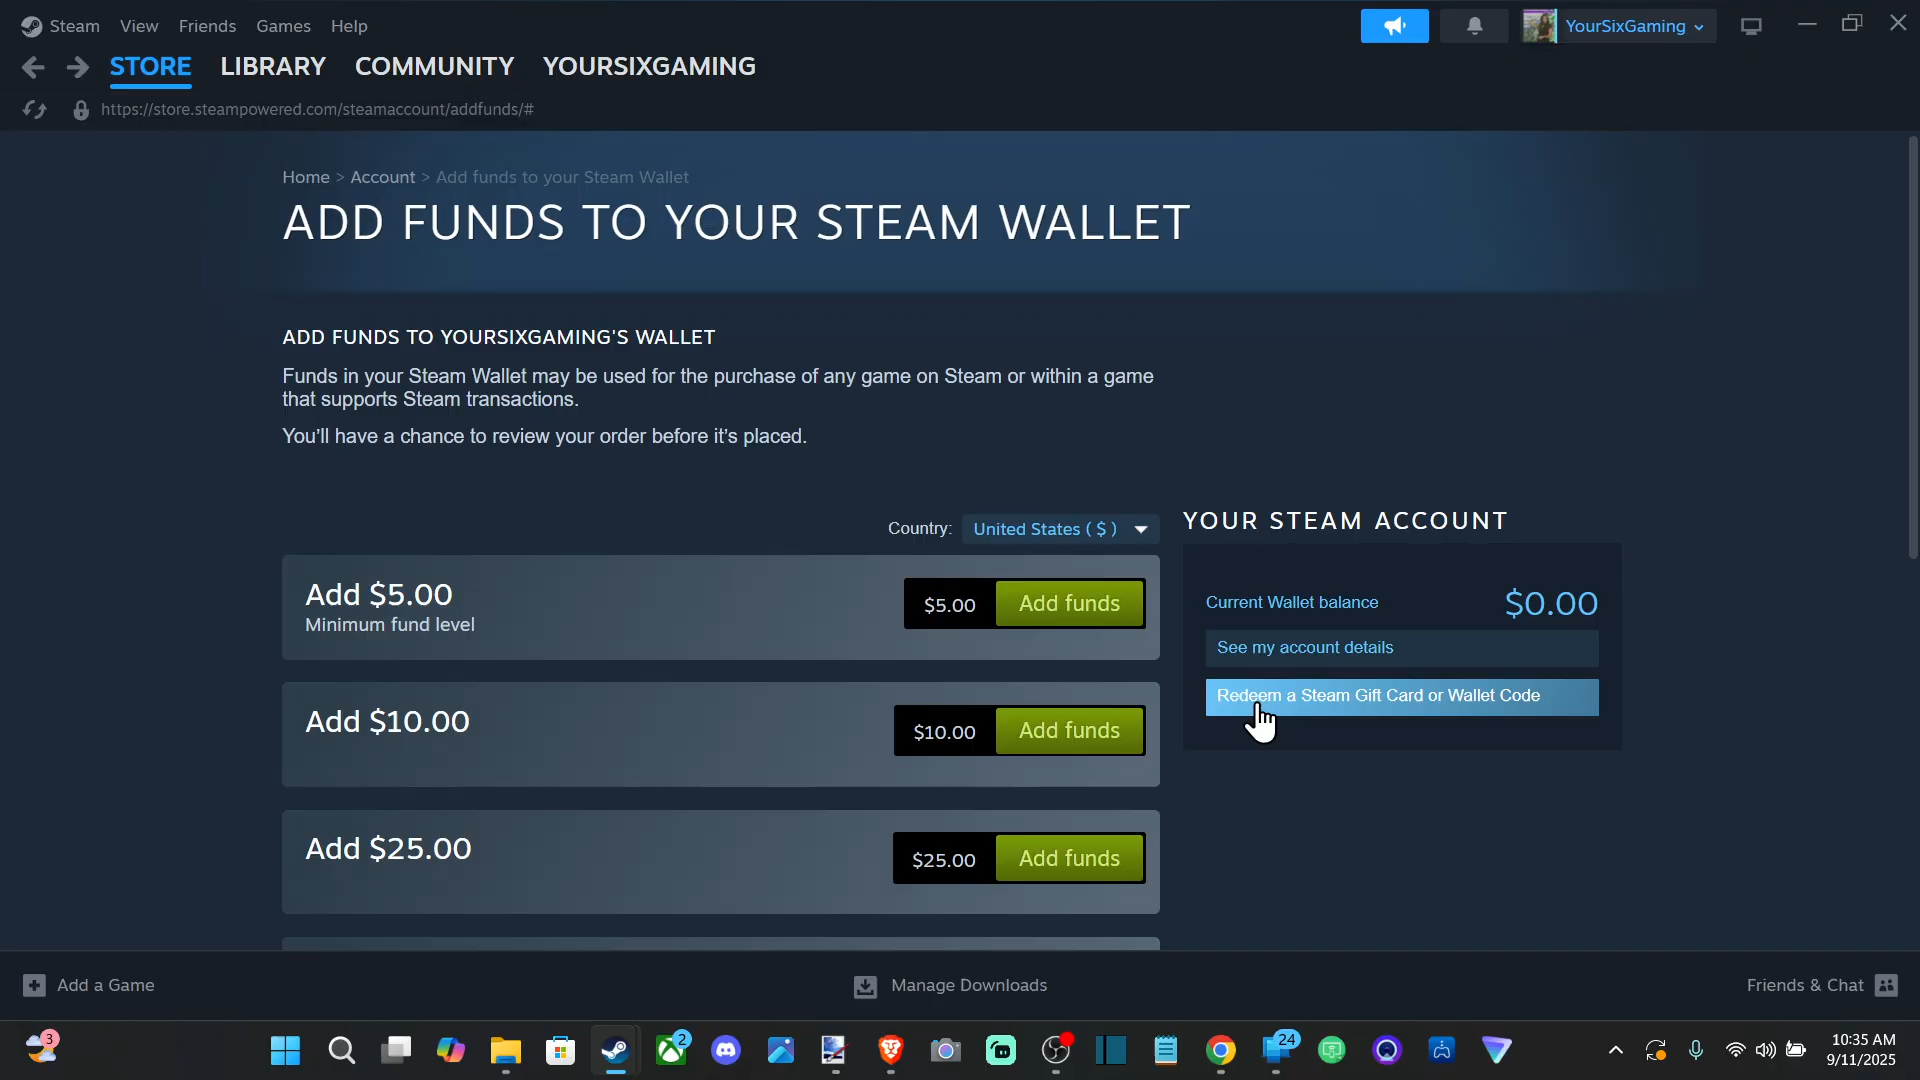 Steam View Friends Games Help
YourSixGaming
STORE LIBRARY COMMUNITY YOURSIXGAMING
https://store.steampowered.com/steamaccount/addfunds/#
Home > Account > Add funds to your Steam Wallet
ADD FUNDS TO YOUR STEAM WALLET
ADD FUNDS TO YOURSIXGAMING'S WALLET
Funds in your Steam Wallet may be used for the purchase of any game on Steam or within a game
that supports Steam transactions.
You'll have a chance to review your order before it's placed.
Country: United States ( $ )
Add $5.00
Minimum fund level
$5.00 Add funds
Add $10.00
$10.00 Add funds
Add $25.00
$25.00 Add funds
YOUR STEAM ACCOUNT
Current Wallet balance $0.00
See my account details
Redeem a Steam Gift Card or Wallet Code
Add a Game
Manage Downloads
Friends & Chat
3
2
24
10:35 AM
9/11/2025